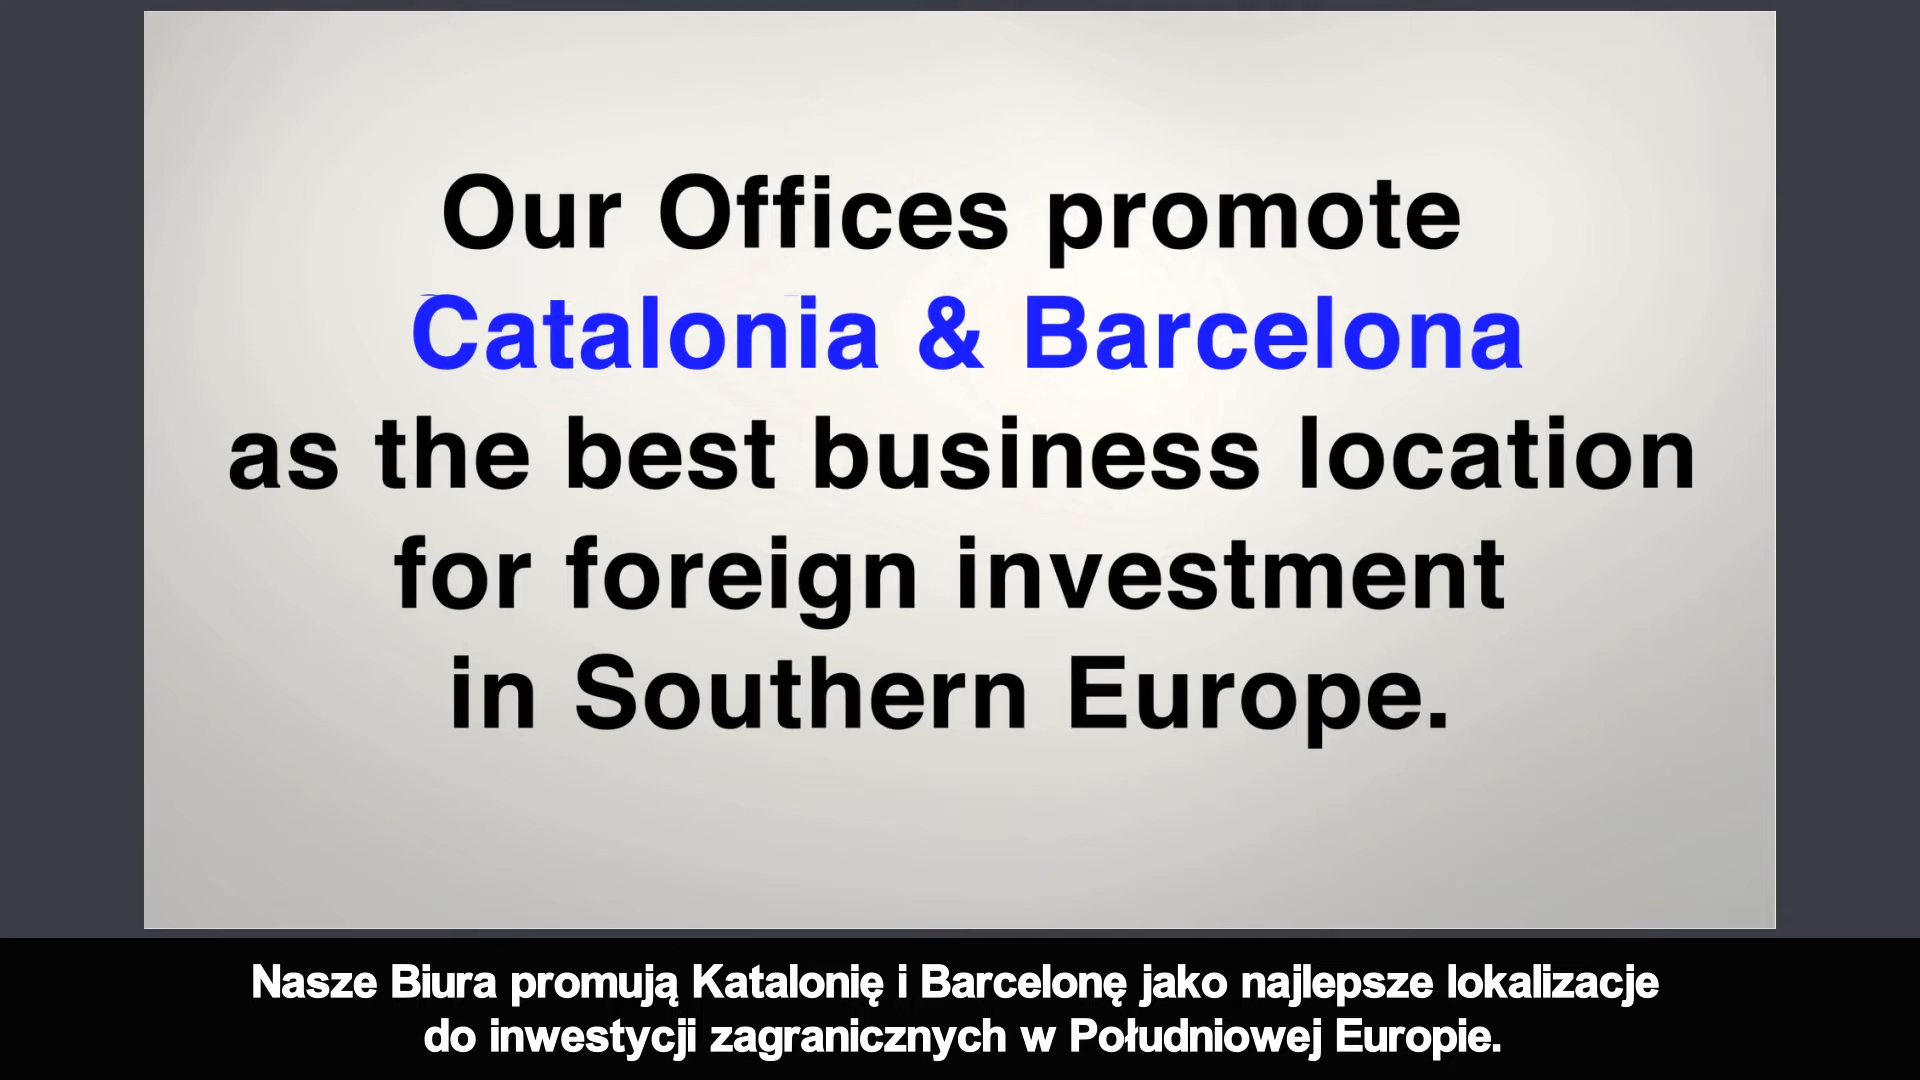 Our Offices promote
Catalonia & Barcelona
as the best business location
for foreign investment
in Southern Europe.
Nasze Biura promują Katalonię i Barcelonę jako najlepsze lokalizacje
do inwestycji zagranicznych w Południowej Europie.